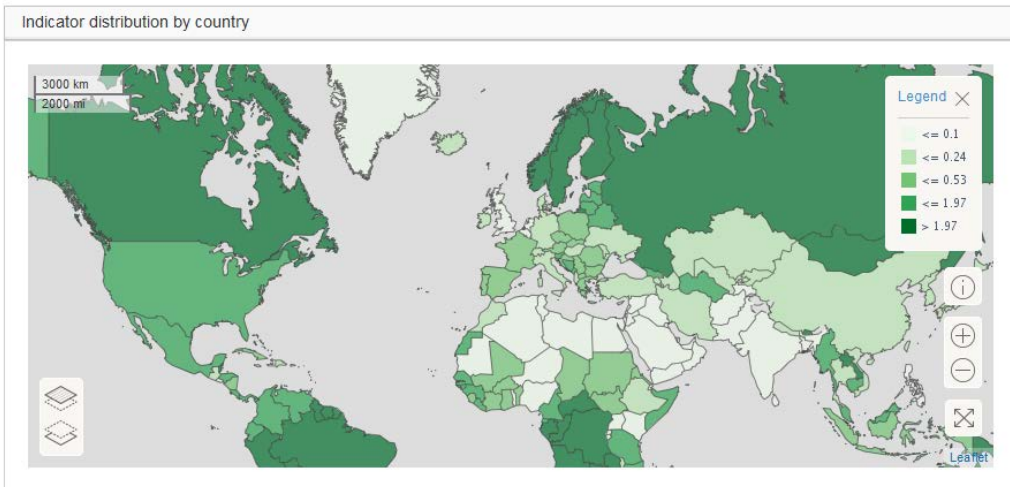 Indicator distribution by country
3000 km
2000 mi
Legend
<= 0.1
<= 0.24
<= 0.53
<= 1.97
> 1.97
i
Leaflet